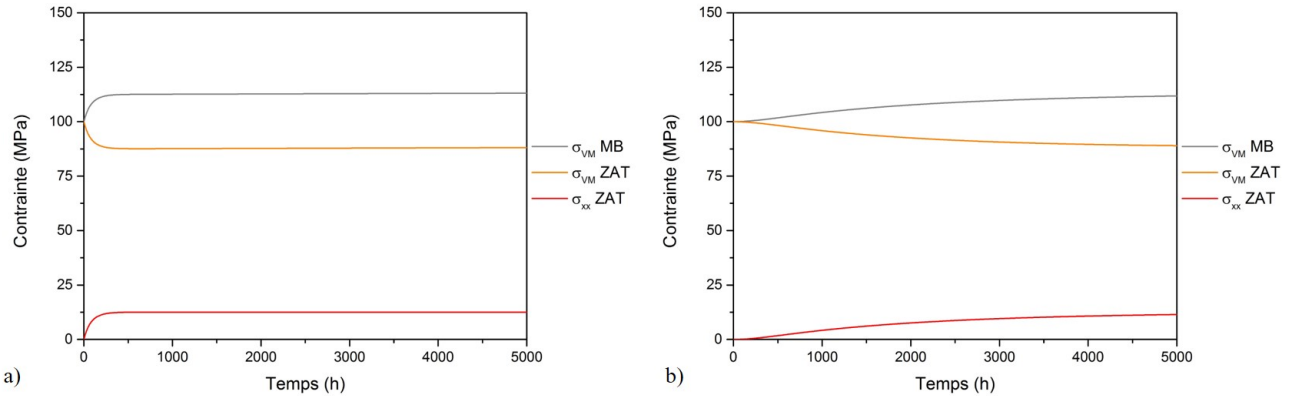 150
125
100
75
50
25
0
Contrainte (MPa)
0 1000 2000 3000 4000 5000
Temps (h)
σVM MB
σVM ZAT
σxx ZAT
a)
150
125
100
75
50
25
0
Contrainte (MPa)
0 1000 2000 3000 4000 5000
Temps (h)
σVM MB
σVM ZAT
σxx ZAT
b)